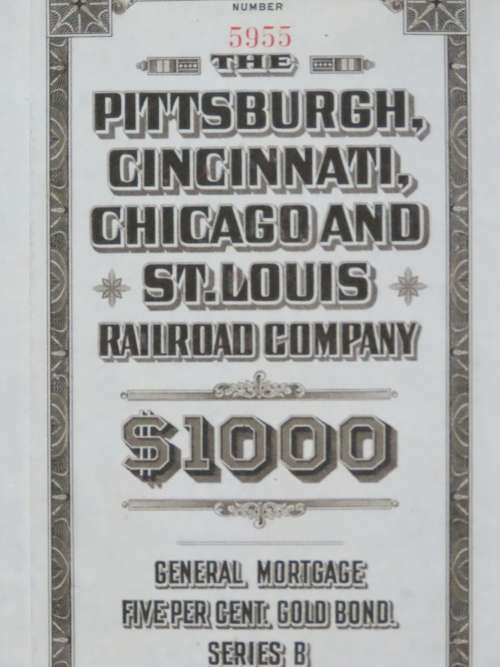 NUMBER
5955
THE
PITTSBURGH,
CINCINNATI,
CHICAGO AND
ST. LOUIS
RAILROAD COMPANY
$1000
GENERAL MORTGAGE
FIVE PER CENT. GOLD BOND.
SERIES B